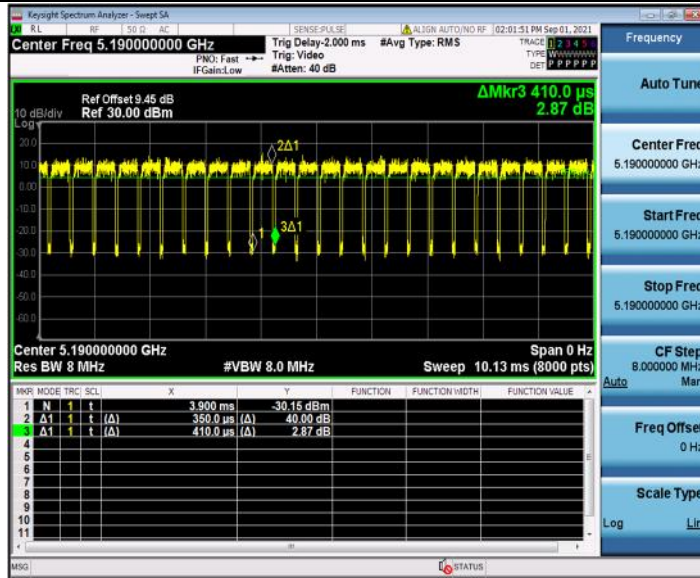 Keysight Spectrum Analyzer - Swept SA
RL RF 50 Ω AC SENSE:PULSE ALIGN AUTO/NO RF 02:01:51 PM Sep 01, 2021
Center Freq 5.190000000 GHz
PNO: Fast
IFGain:Low
Trig Delay-2.000 ms
Trig: Video
#Atten: 40 dB
#Avg Type: RMS
TRACE 1 2 3 4 5 6
TYPE
DET P P P P P P
Ref Offset 9.45 dB
10 dB/div Ref 30.00 dBm
Log
ΔMkr3 410.0 µs
2.87 dB
20.0
10.0
0.00
-10.0
-20.0
-30.0
-40.0
-50.0
-60.0
2Δ1
1
3Δ1
Center 5.190000000 GHz Span 0 Hz
Res BW 8 MHz #VBW 8.0 MHz Sweep 10.13 ms (8000 pts)
MKR MODE TRC SCL X Y FUNCTION FUNCTION WIDTH FUNCTION VALUE
1 N 1 t 3.900 ms -30.15 dBm
2 Δ1 1 t (Δ) 350.0 µs (Δ) 40.00 dB
3 Δ1 1 t (Δ) 410.0 µs (Δ) 2.87 dB
4
5
6
7
8
9
10
11
MSG STATUS
Frequency
Auto Tune
Center Freq
5.190000000 GHz
Start Freq
5.190000000 GHz
Stop Freq
5.190000000 GHz
CF Step
8.000000 MHz
Auto Man
Freq Offset
0 Hz
Scale Type
Log Lin